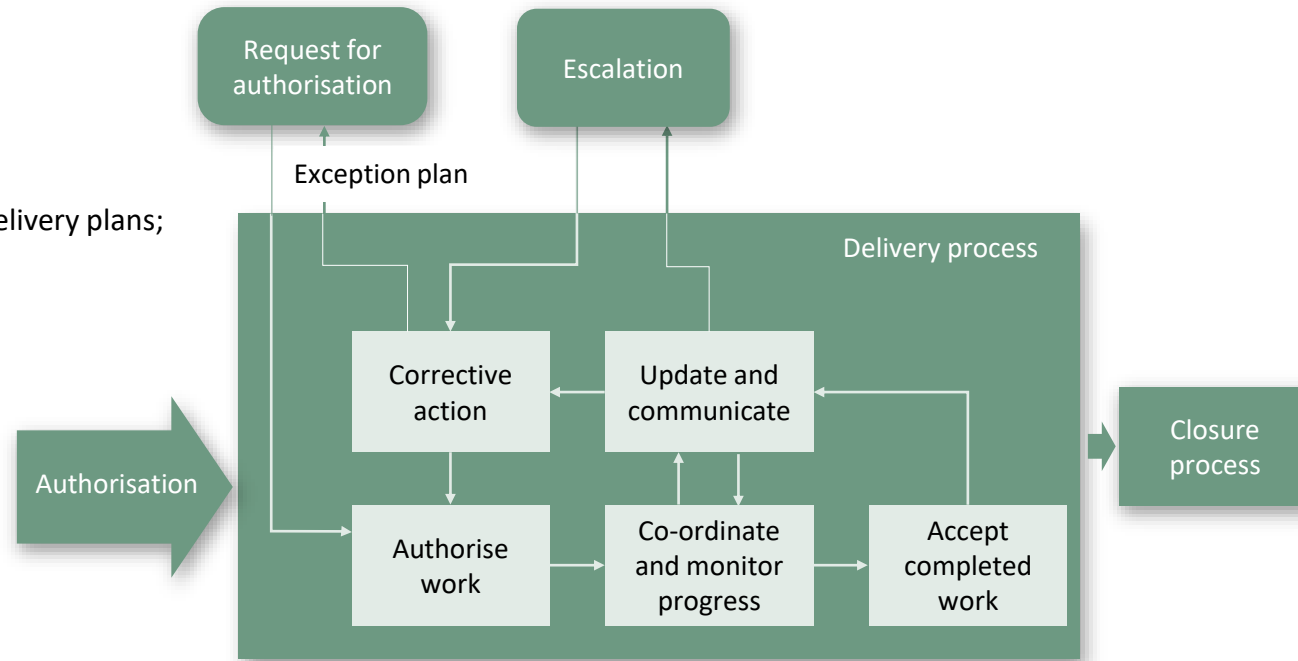 Request for
authorisation
Escalation
Exception plan
elivery plans;
Delivery process
Corrective
action
Update and
communicate
Authorisation
Closure
process
Authorise
work
Co-ordinate
and monitor
progress
Accept
completed
work